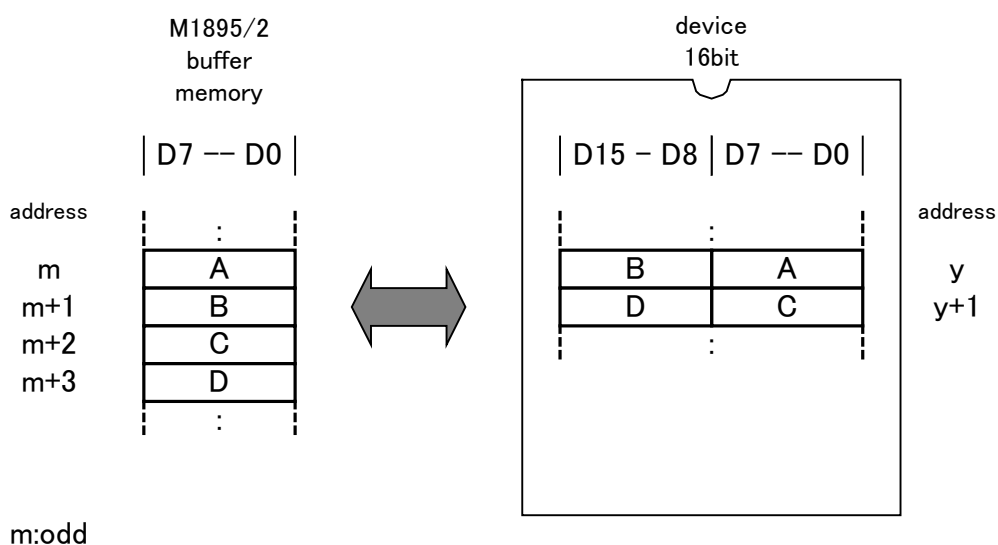 M1895/2
buffer
memory
device
16bit
D7 -- D0
D15 - D8 D7 -- D0
address
address
:
:
m A B A y
m+1 B D C y+1
m+2 C
:
m+3 D
:
m:odd